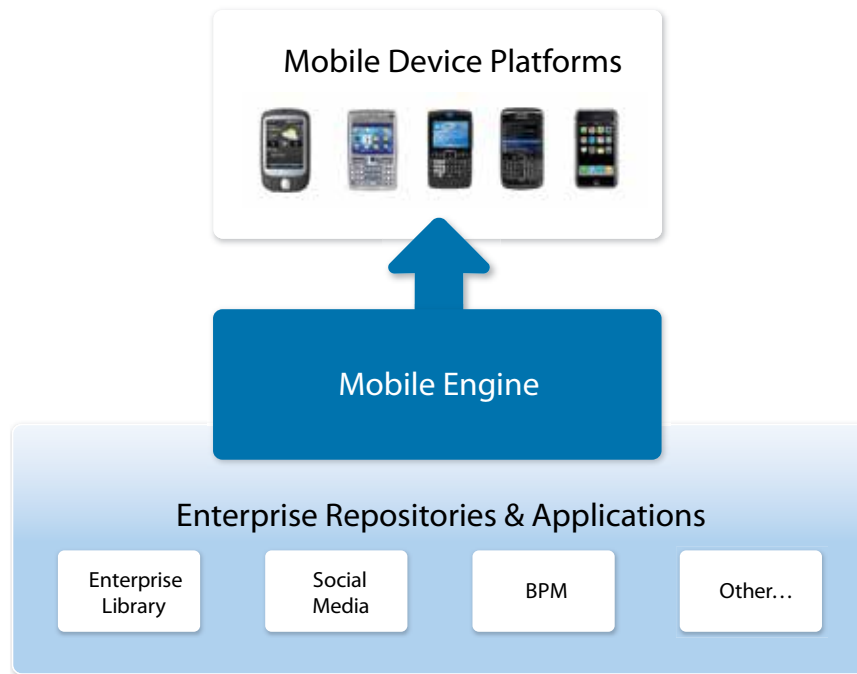 Mobile Device Platforms
Mobile Engine
Enterprise Repositories & Applications
Enterprise
Library
Social
Media
BPM
Other…